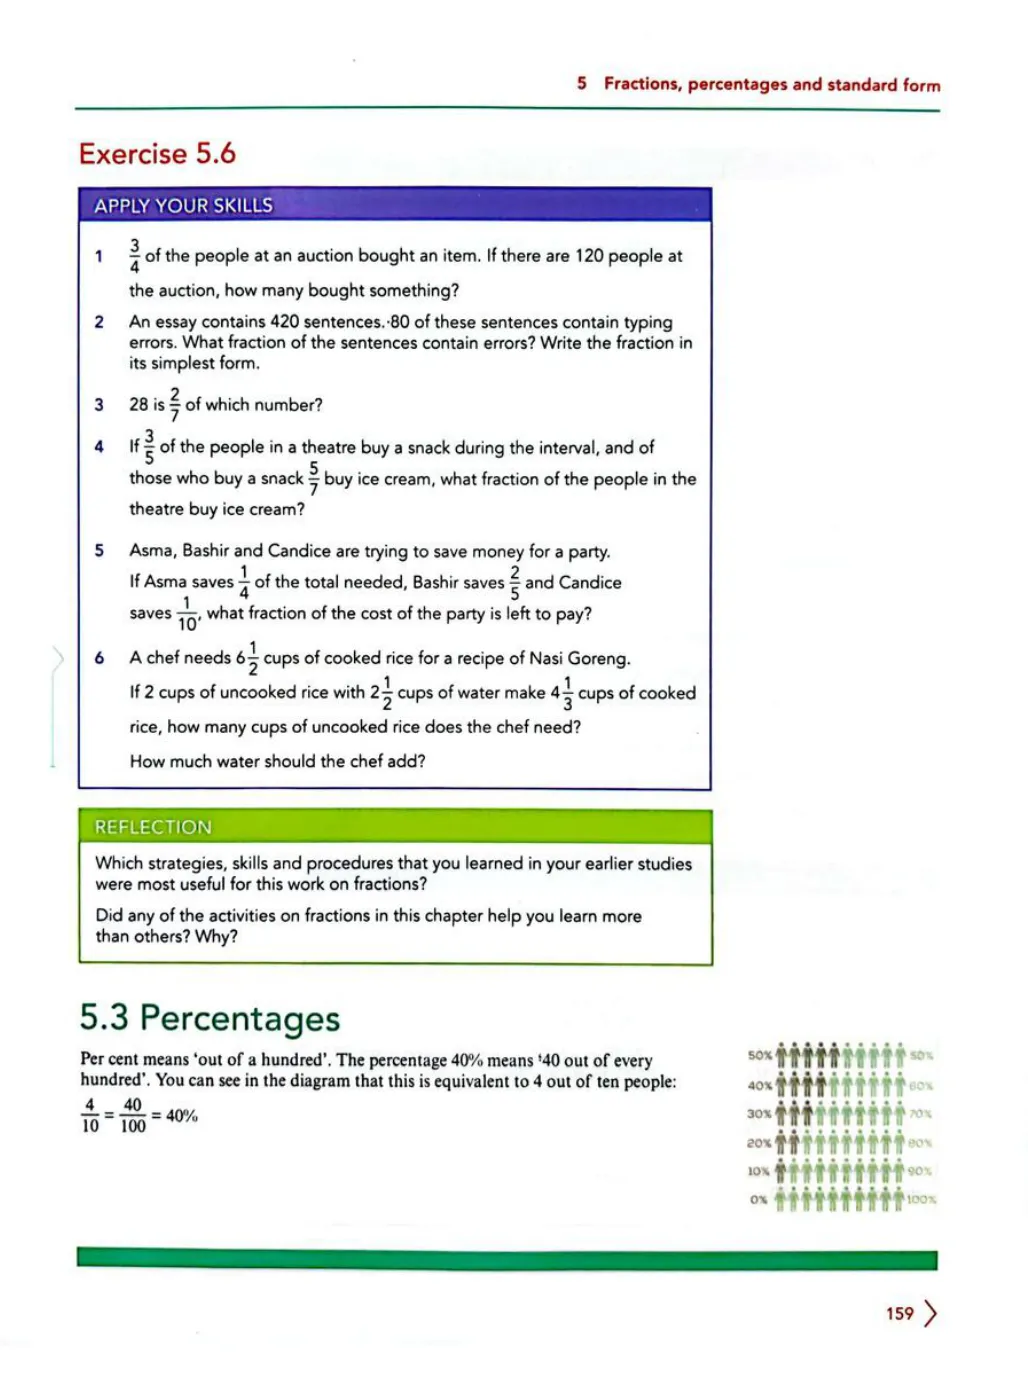 5 Fractions, percentages and standard form
Exercise 5.6
APPLY YOUR SKILLS
1 3/4 of the people at an auction bought an item. If there are 120 people at
the auction, how many bought something?
2 An essay contains 420 sentences. 80 of these sentences contain typing
errors. What fraction of the sentences contain errors? Write the fraction in
its simplest form.
3 28 is 2/7 of which number?
4 If 3/5 of the people in a theatre buy a snack during the interval, and of
those who buy a snack 5/7 buy ice cream, what fraction of the people in the
theatre buy ice cream?
5 Asma, Bashir and Candice are trying to save money for a party.
If Asma saves 1/4 of the total needed, Bashir saves 2/5 and Candice
saves 1/10, what fraction of the cost of the party is left to pay?
6 A chef needs 6 1/2 cups of cooked rice for a recipe of Nasi Goreng.
If 2 cups of uncooked rice with 2 1/2 cups of water make 4 1/3 cups of cooked
rice, how many cups of uncooked rice does the chef need?
How much water should the chef add?
REFLECTION
Which strategies, skills and procedures that you learned in your earlier studies
were most useful for this work on fractions?
Did any of the activities on fractions in this chapter help you learn more
than others? Why?
5.3 Percentages
Per cent means ‘out of a hundred’. The percentage 40% means ‘40 out of every
hundred’. You can see in the diagram that this is equivalent to 4 out of ten people:
4/10 = 40/100 = 40%
50% 50%
40% 60%
30% 70%
20% 80%
10% 90%
0% 100%
159